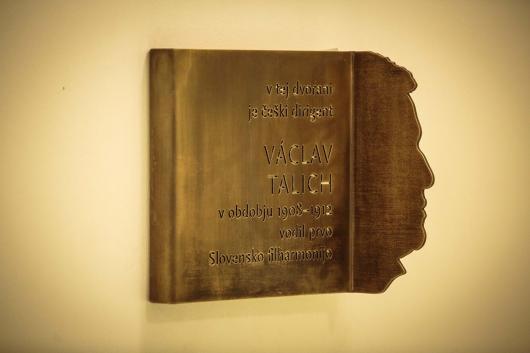 v tej dvorani
je češki dirigent
VÁCLAV
TALICH
v obdobju 1908–1912
vodil prvo
Slovensko filharmonijo